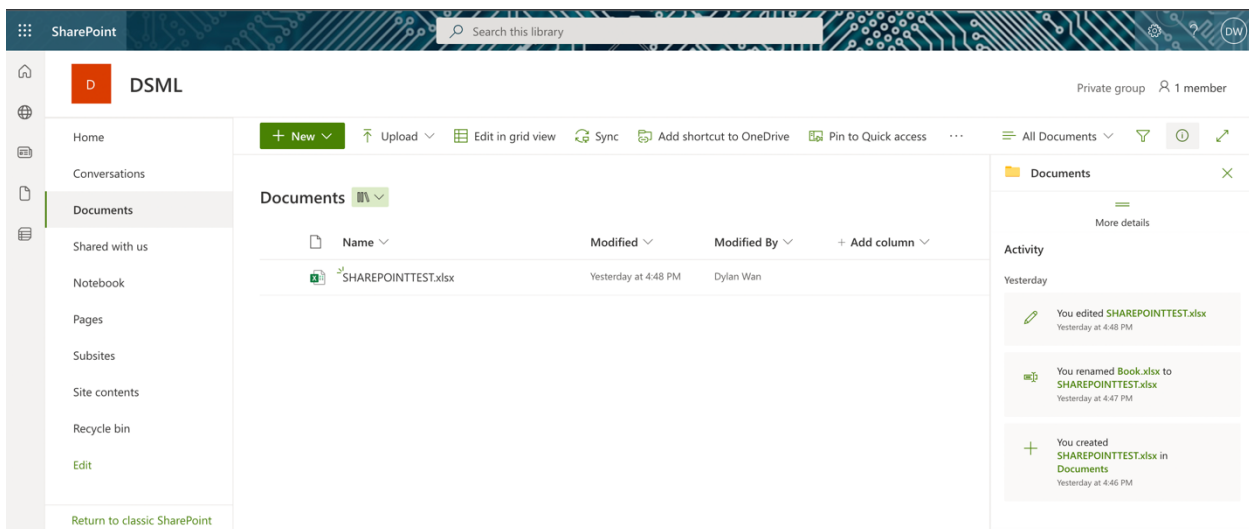 SharePoint
Search this library
DW
D
DSML
Private group 1 member
Home
Conversations
Documents
Shared with us
Notebook
Pages
Subsites
Site contents
Recycle bin
Edit
Return to classic SharePoint
+ New Upload Edit in grid view Sync Add shortcut to OneDrive Pin to Quick access ... All Documents
Documents
Name Modified Modified By + Add column
SHAREPOINTTEST.xlsx Yesterday at 4:48 PM Dylan Wan
Documents
More details
Activity
Yesterday
You edited SHAREPOINTTEST.xlsx
Yesterday at 4:48 PM
You renamed Book.xlsx to
SHAREPOINTTEST.xlsx
Yesterday at 4:47 PM
You created
SHAREPOINTTEST.xlsx in
Documents
Yesterday at 4:46 PM